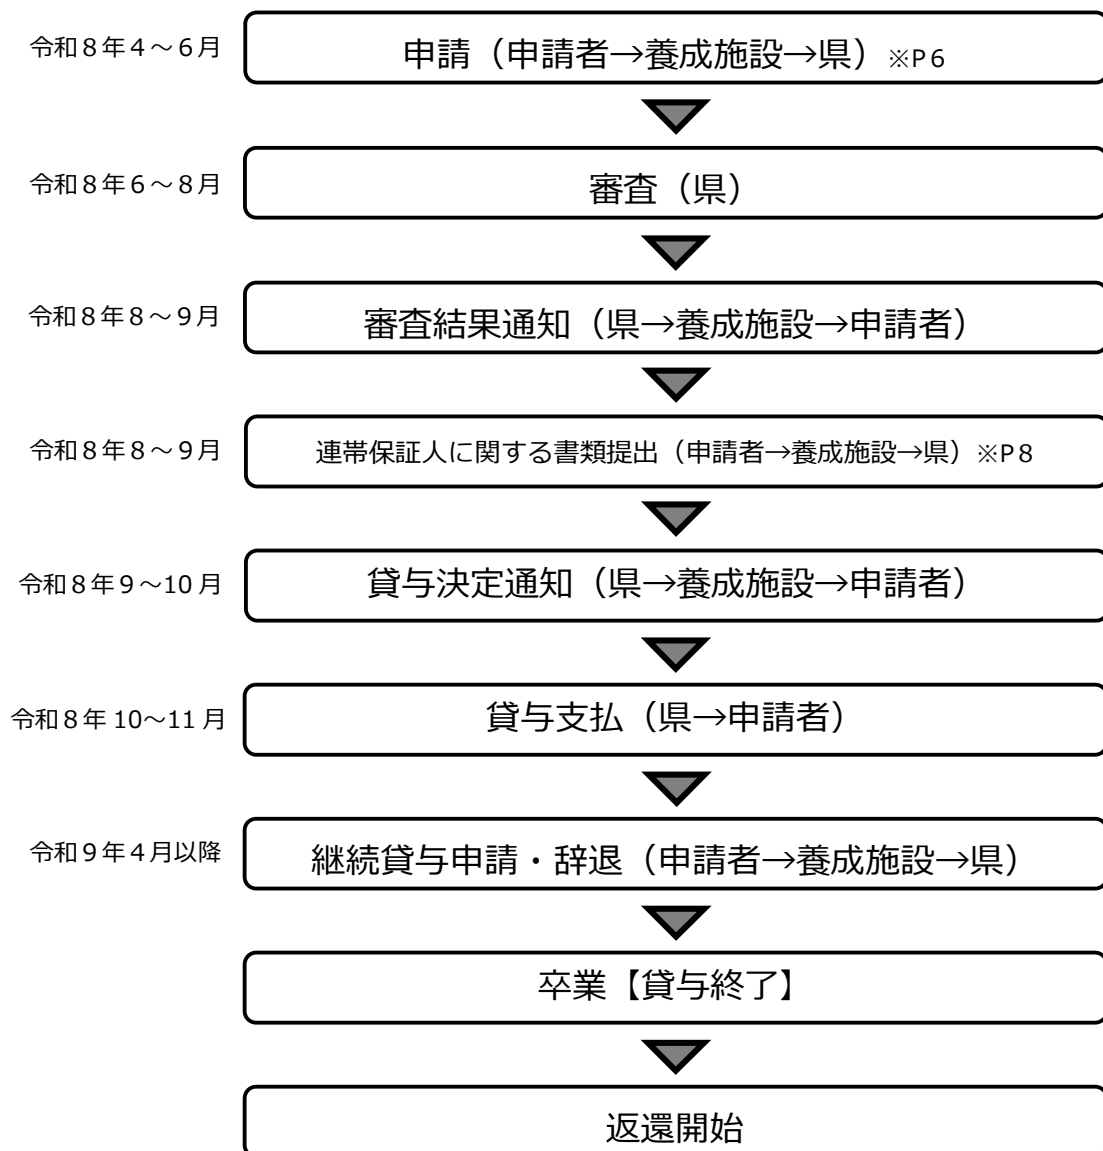 令和８年４～６月
申請（申請者→養成施設→県）※P６
令和８年６～８月
審査（県）
令和８年８～９月
審査結果通知（県→養成施設→申請者）
令和８年８～９月
連帯保証人に関する書類提出（申請者→養成施設→県）※P８
令和８年９～10 月
貸与決定通知（県→養成施設→申請者）
令和８年 10～11 月
貸与支払（県→申請者）
令和９年４月以降
継続貸与申請・辞退（申請者→養成施設→県）
卒業【貸与終了】
返還開始